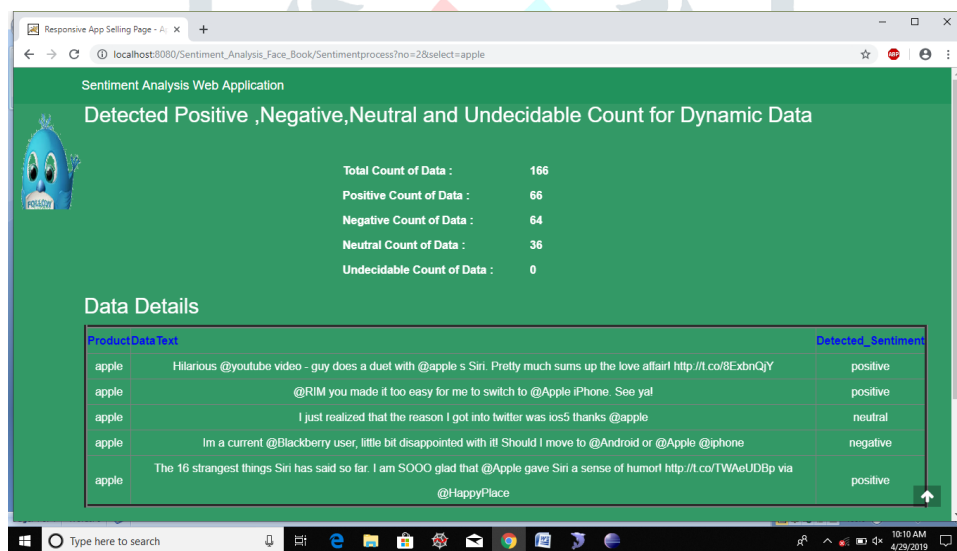 Responsive App Selling Page - A
localhost:8080/Sentiment_Analysis_Face_Book/Sentimentprocess?no=2&select=apple
ABP
Sentiment Analysis Web Application
Detected Positive ,Negative,Neutral and Undecidable Count for Dynamic Data
FOLLOW
Total Count of Data : 166
Positive Count of Data : 66
Negative Count of Data : 64
Neutral Count of Data : 36
Undecidable Count of Data : 0
Data Details
Product DataText Detected_Sentiment
apple Hilarious @youtube video - guy does a duet with @apple s Siri. Pretty much sums up the love affair! http://t.co/8ExbnQjY positive
apple @RIM you made it too easy for me to switch to @Apple iPhone. See ya! positive
apple I just realized that the reason I got into twitter was ios5 thanks @apple neutral
apple Im a current @Blackberry user, little bit disappointed with it! Should I move to @Android or @Apple @iphone negative
apple The 16 strangest things Siri has said so far. I am SOOO glad that @Apple gave Siri a sense of humor! http://t.co/TWAeUDBp via positive
@HappyPlace
Type here to search
10:10 AM
4/29/2019